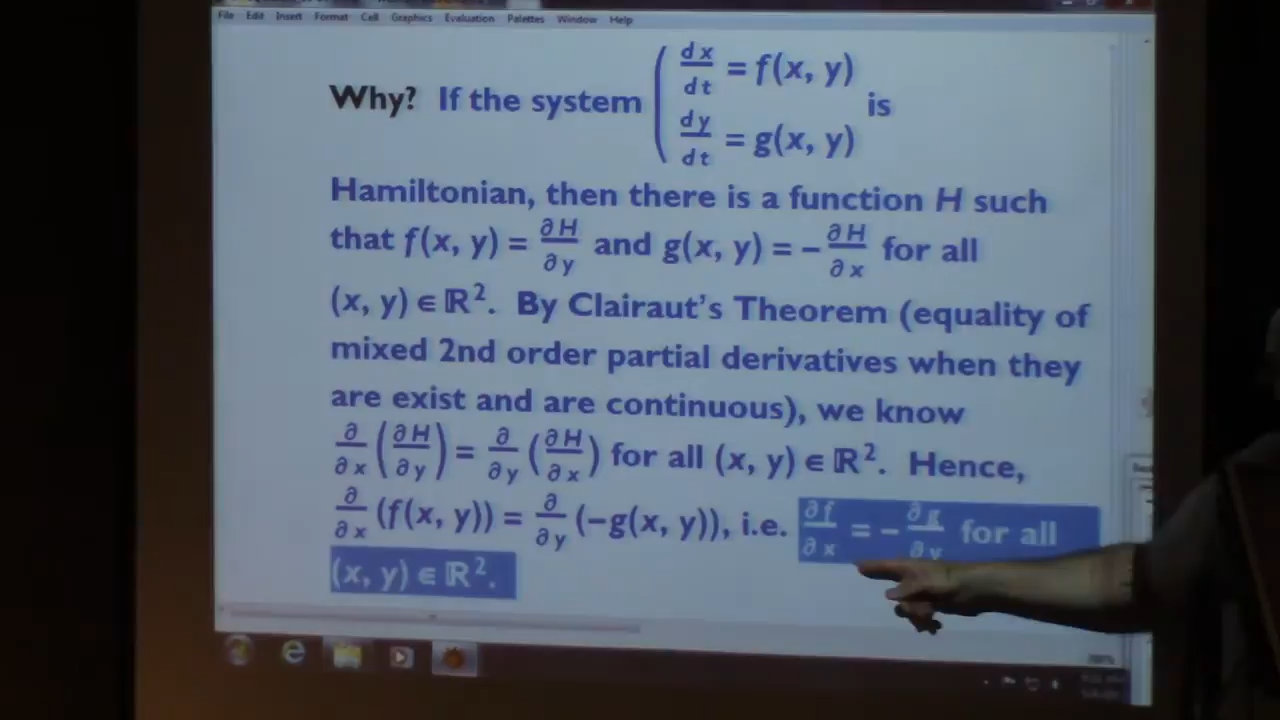 File Edit Insert Format Cell Graphics Evaluation Palettes Window Help
Why? If the system { dx/dt = f(x, y) is
dy/dt = g(x, y)
Hamiltonian, then there is a function H such
that f(x, y) = ∂H/∂y and g(x, y) = − ∂H/∂x for all
(x, y) ∈ ℝ². By Clairaut's Theorem (equality of
mixed 2nd order partial derivatives when they
are exist and are continuous), we know
∂/∂x (∂H/∂y) = ∂/∂y (∂H/∂x) for all (x, y) ∈ ℝ². Hence,
∂/∂x (f(x, y)) = ∂/∂y (−g(x, y)), i.e. ∂f/∂x = − ∂g/∂y for all
(x, y) ∈ ℝ².